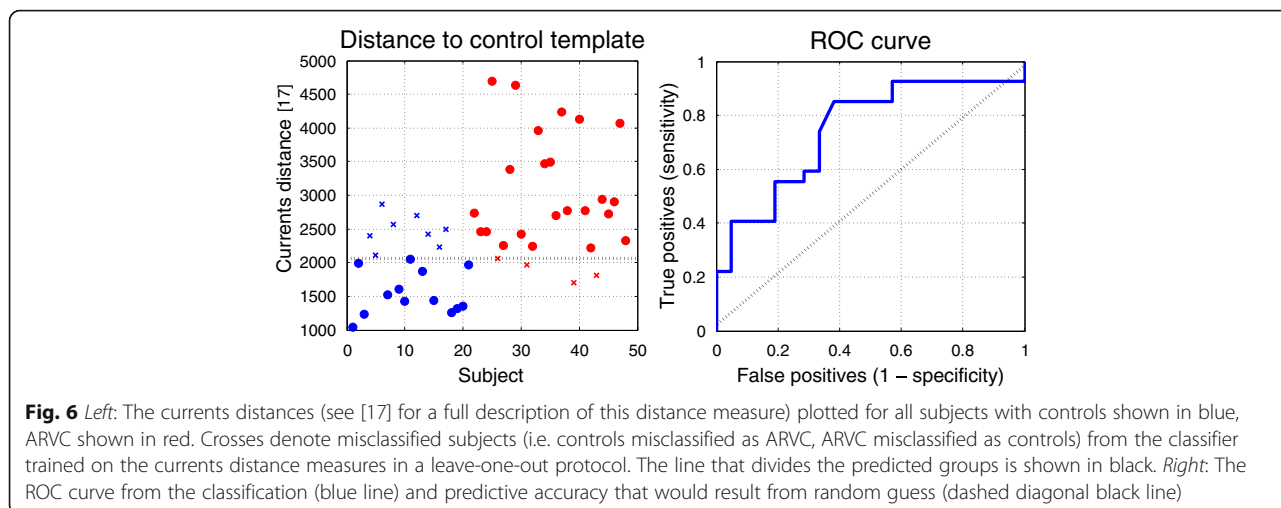 Distance to control template
5000
4500
4000
3500
3000
2500
2000
1500
1000
Currents distance [17]
0 10 20 30 40 50
Subject
ROC curve
1
0.8
0.6
0.4
0.2
0
True positives (sensitivity)
0 0.2 0.4 0.6 0.8 1
False positives (1 – specificity)
Fig. 6 Left: The currents distances (see [17] for a full description of this distance measure) plotted for all subjects with controls shown in blue,
ARVC shown in red. Crosses denote misclassified subjects (i.e. controls misclassified as ARVC, ARVC misclassified as controls) from the classifier
trained on the currents distance measures in a leave-one-out protocol. The line that divides the predicted groups is shown in black. Right: The
ROC curve from the classification (blue line) and predictive accuracy that would result from random guess (dashed diagonal black line)